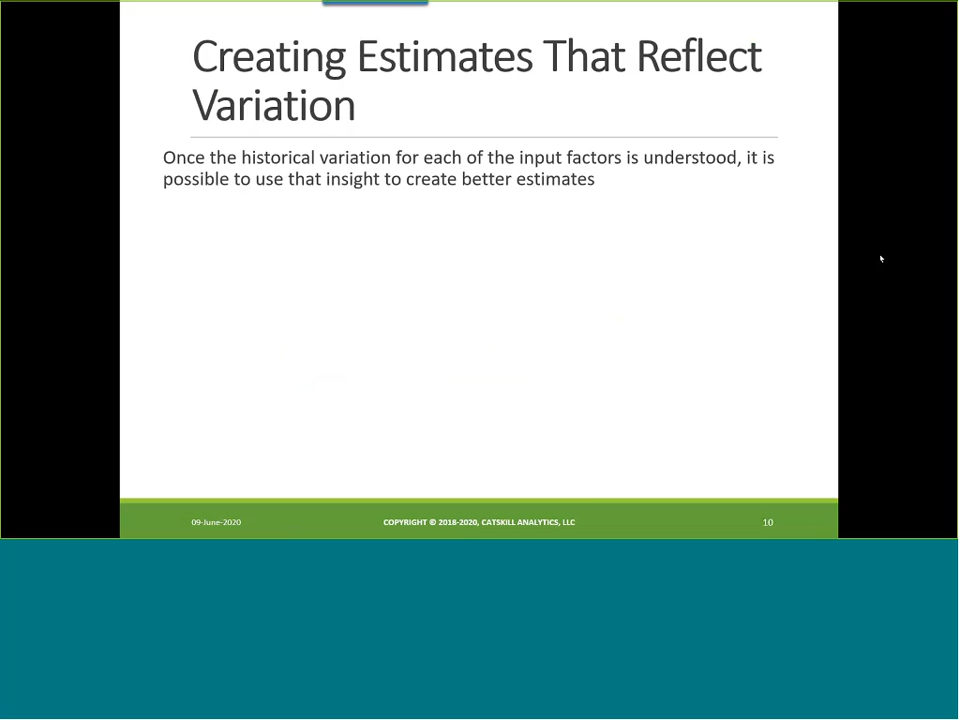 Creating Estimates That Reflect
Variation
Once the historical variation for each of the input factors is understood, it is
possible to use that insight to create better estimates
09-June-2020
COPYRIGHT © 2018-2020, CATSKILL ANALYTICS, LLC
10